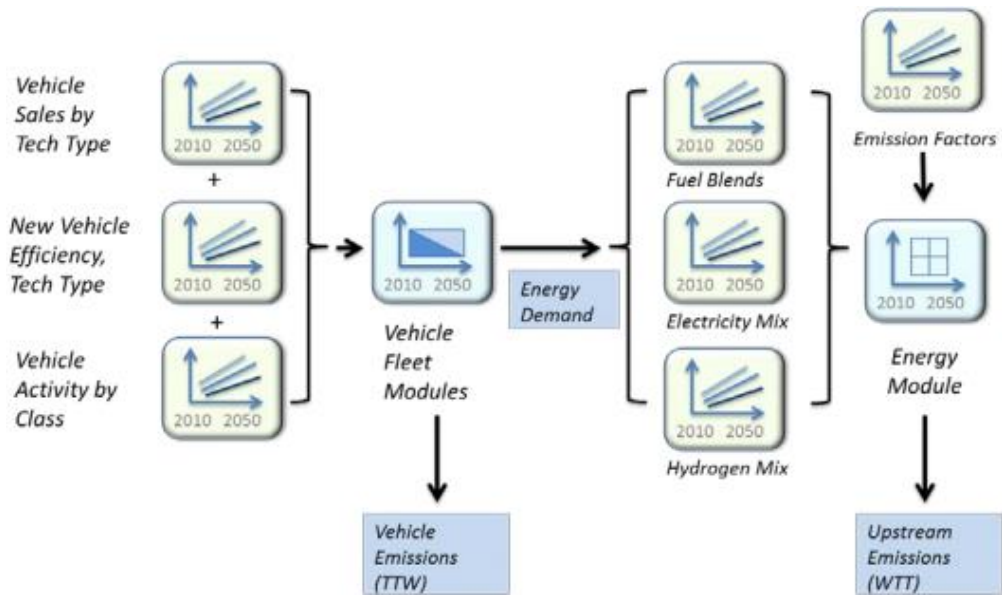 Vehicle
Sales by
Tech Type
2010 2050
+
New Vehicle
Efficiency,
Tech Type
2010 2050
+
Vehicle
Activity by
Class
2010 2050
2010 2050
Vehicle
Fleet
Modules
Energy
Demand
Vehicle
Emissions
(TTW)
2010 2050
Fuel Blends
2010 2050
Electricity Mix
2010 2050
Hydrogen Mix
2010 2050
Emission Factors
2010 2050
Energy
Module
Upstream
Emissions
(WTT)